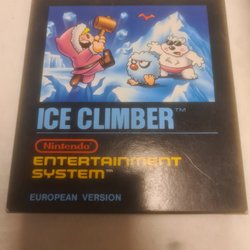 ICE CLIMBER™
Nintendo
ENTERTAINMENT
SYSTEM™
EUROPEAN VERSION